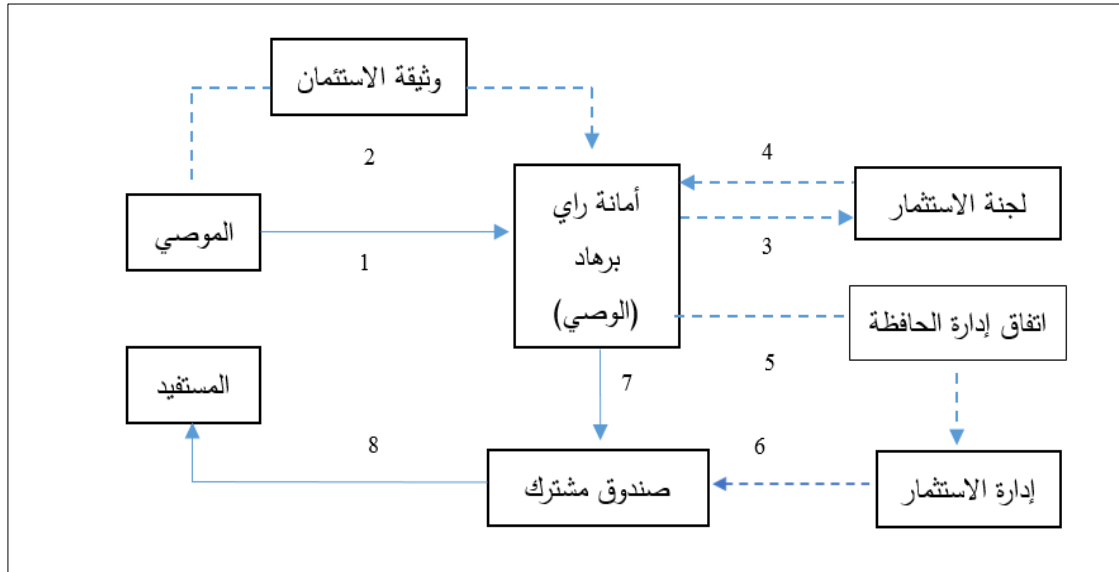 وثيقة الاستئمان
2
4
الموصي
1
أمانة راي
برهاد
(الوصي)
لجنة الاستثمار
3
اتفاق إدارة الحافظة
5
المستفيد
7
8
صندوق مشترك
6
إدارة الاستثمار